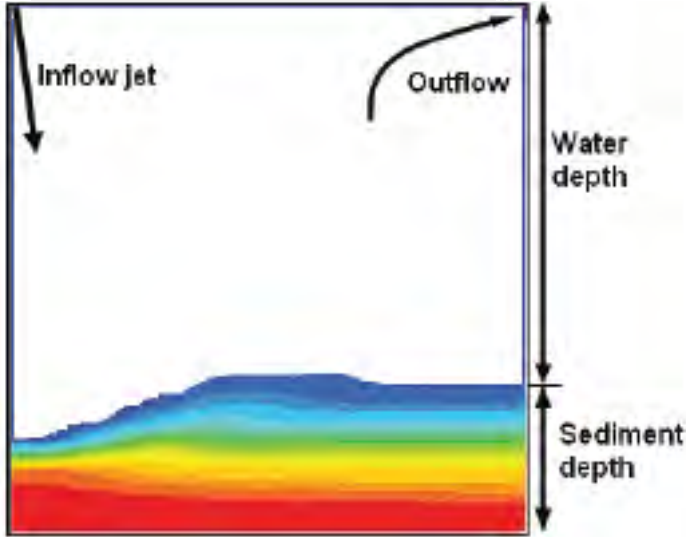 Inflow jet
Outflow
Water
depth
Sediment
depth